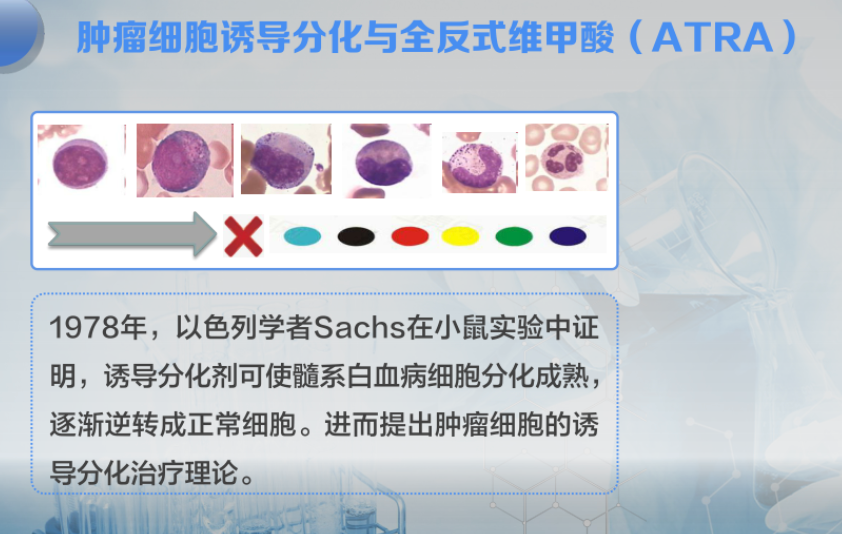 肿瘤细胞诱导分化与全反式维甲酸（ATRA）
1978年，以色列学者Sachs在小鼠实验中证
明，诱导分化剂可使髓系白血病细胞分化成熟，
逐渐逆转成正常细胞。进而提出肿瘤细胞的诱
导分化治疗理论。